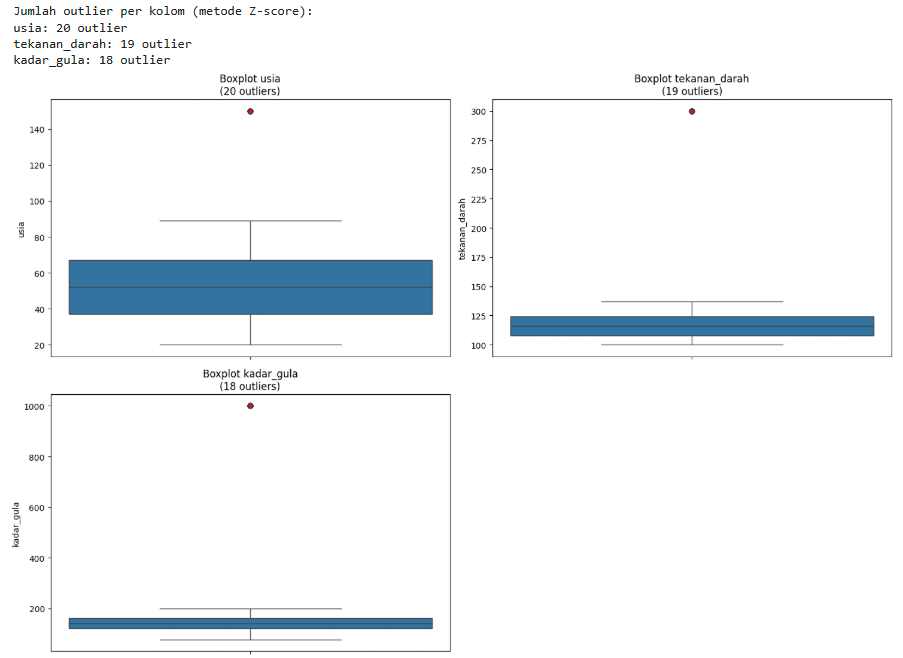 Jumlah outlier per kolom (metode Z-score):
usia: 20 outlier
tekanan_darah: 19 outlier
kadar_gula: 18 outlier
Boxplot usia
(20 outliers)
140
120
100
80
60
40
20
usia
Boxplot tekanan_darah
(19 outliers)
300
275
250
225
200
175
150
125
100
tekanan_darah
Boxplot kadar_gula
(18 outliers)
1000
800
600
400
200
kadar_gula